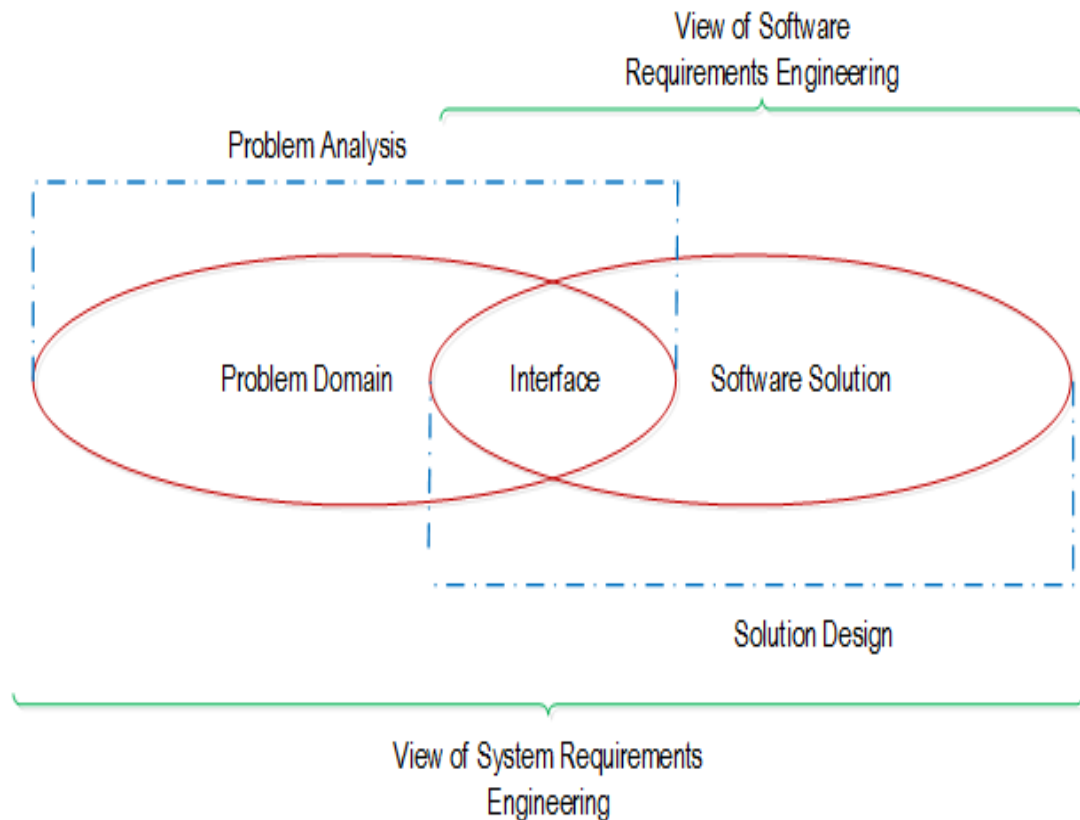 View of Software
Requirements Engineering
Problem Analysis
Problem Domain
Interface
Software Solution
Solution Design
View of System Requirements
Engineering